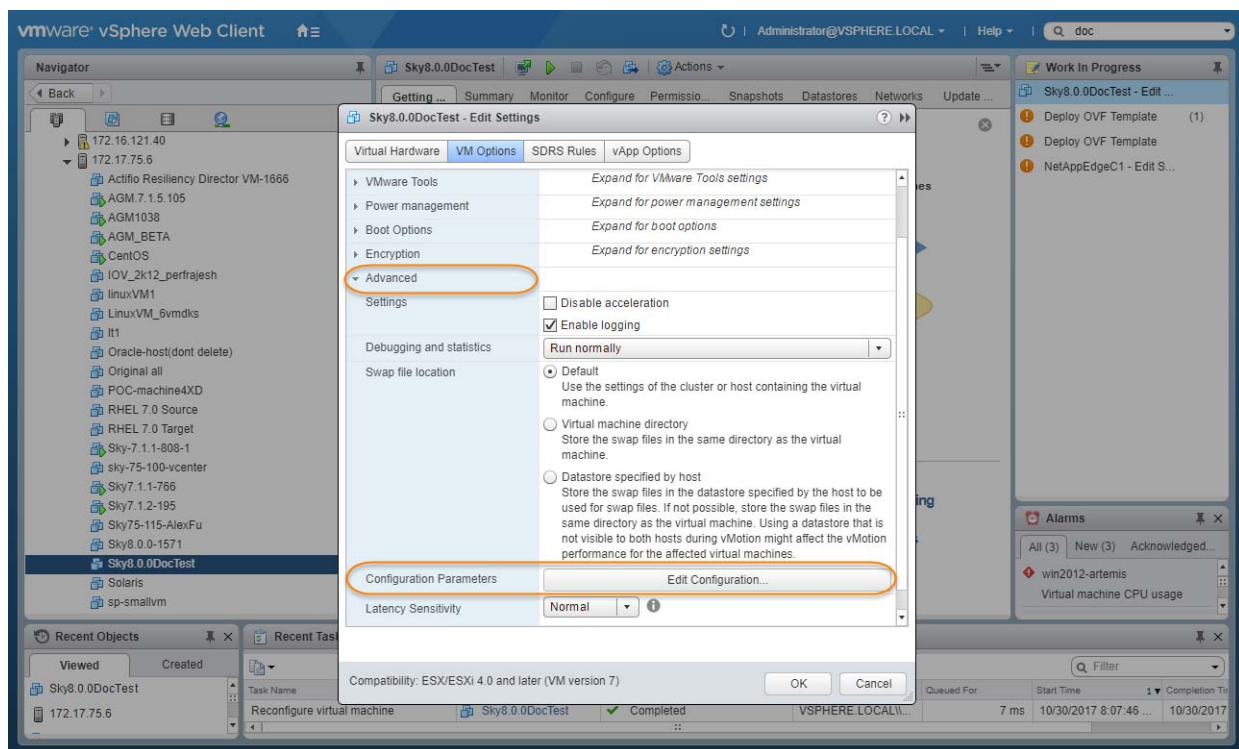 vmware® vSphere Web Client
Administrator@VSPHERE.LOCAL
Help
doc
Navigator
Back
172.16.121.40
172.17.75.6
Actifio Resiliency Director VM-1666
AGM.7.1.5.105
AGM1038
AGM_BETA
CentOS
IOV_2k12_perfrajesh
linuxVM1
LinuxVM_6vmdks
lt1
Oracle-host(dont delete)
Original all
POC-machine4XD
RHEL 7.0 Source
RHEL 7.0 Target
Sky-7.1.1-808-1
sky-75-100-vcenter
Sky7.1.1-766
Sky7.1.2-195
Sky75-115-AlexFu
Sky8.0.0-1571
Sky8.0.0DocTest
Solaris
sp-smallvm
Sky8.0.0DocTest
Actions
Getting ...
Summary
Monitor
Configure
Permissio...
Snapshots
Datastores
Networks
Update ...
Sky8.0.0DocTest - Edit Settings
Virtual Hardware
VM Options
SDRS Rules
vApp Options
VMware Tools
Expand for VMware Tools settings
Power management
Expand for power management settings
Boot Options
Expand for boot options
Encryption
Expand for encryption settings
Advanced
Settings
Disable acceleration
Enable logging
Debugging and statistics
Run normally
Swap file location
Default
Use the settings of the cluster or host containing the virtual
machine.
Virtual machine directory
Store the swap files in the same directory as the virtual
machine.
Datastore specified by host
Store the swap files in the datastore specified by the host to be
used for swap files. If not possible, store the swap files in the
same directory as the virtual machine. Using a datastore that is
not visible to both hosts during vMotion might affect the vMotion
performance for the affected virtual machines.
Configuration Parameters
Edit Configuration...
Latency Sensitivity
Normal
Compatibility: ESX/ESXi 4.0 and later (VM version 7)
OK
Cancel
Work In Progress
Sky8.0.0DocTest - Edit ...
Deploy OVF Template (1)
Deploy OVF Template
NetAppEdgeC1 - Edit S...
Alarms
All (3)
New (3)
Acknowledged...
win2012-artemis
Virtual machine CPU usage
Recent Objects
Viewed
Created
Sky8.0.0DocTest
172.17.75.6
Recent Tas
Filter
Task Name
Queued For
Start Time
1
Completion Tir
Reconfigure virtual machine
Sky8.0.0DocTest
Completed
VSPHERE.LOCAL\\...
7 ms
10/30/2017 8:07:46 ...
10/30/2017